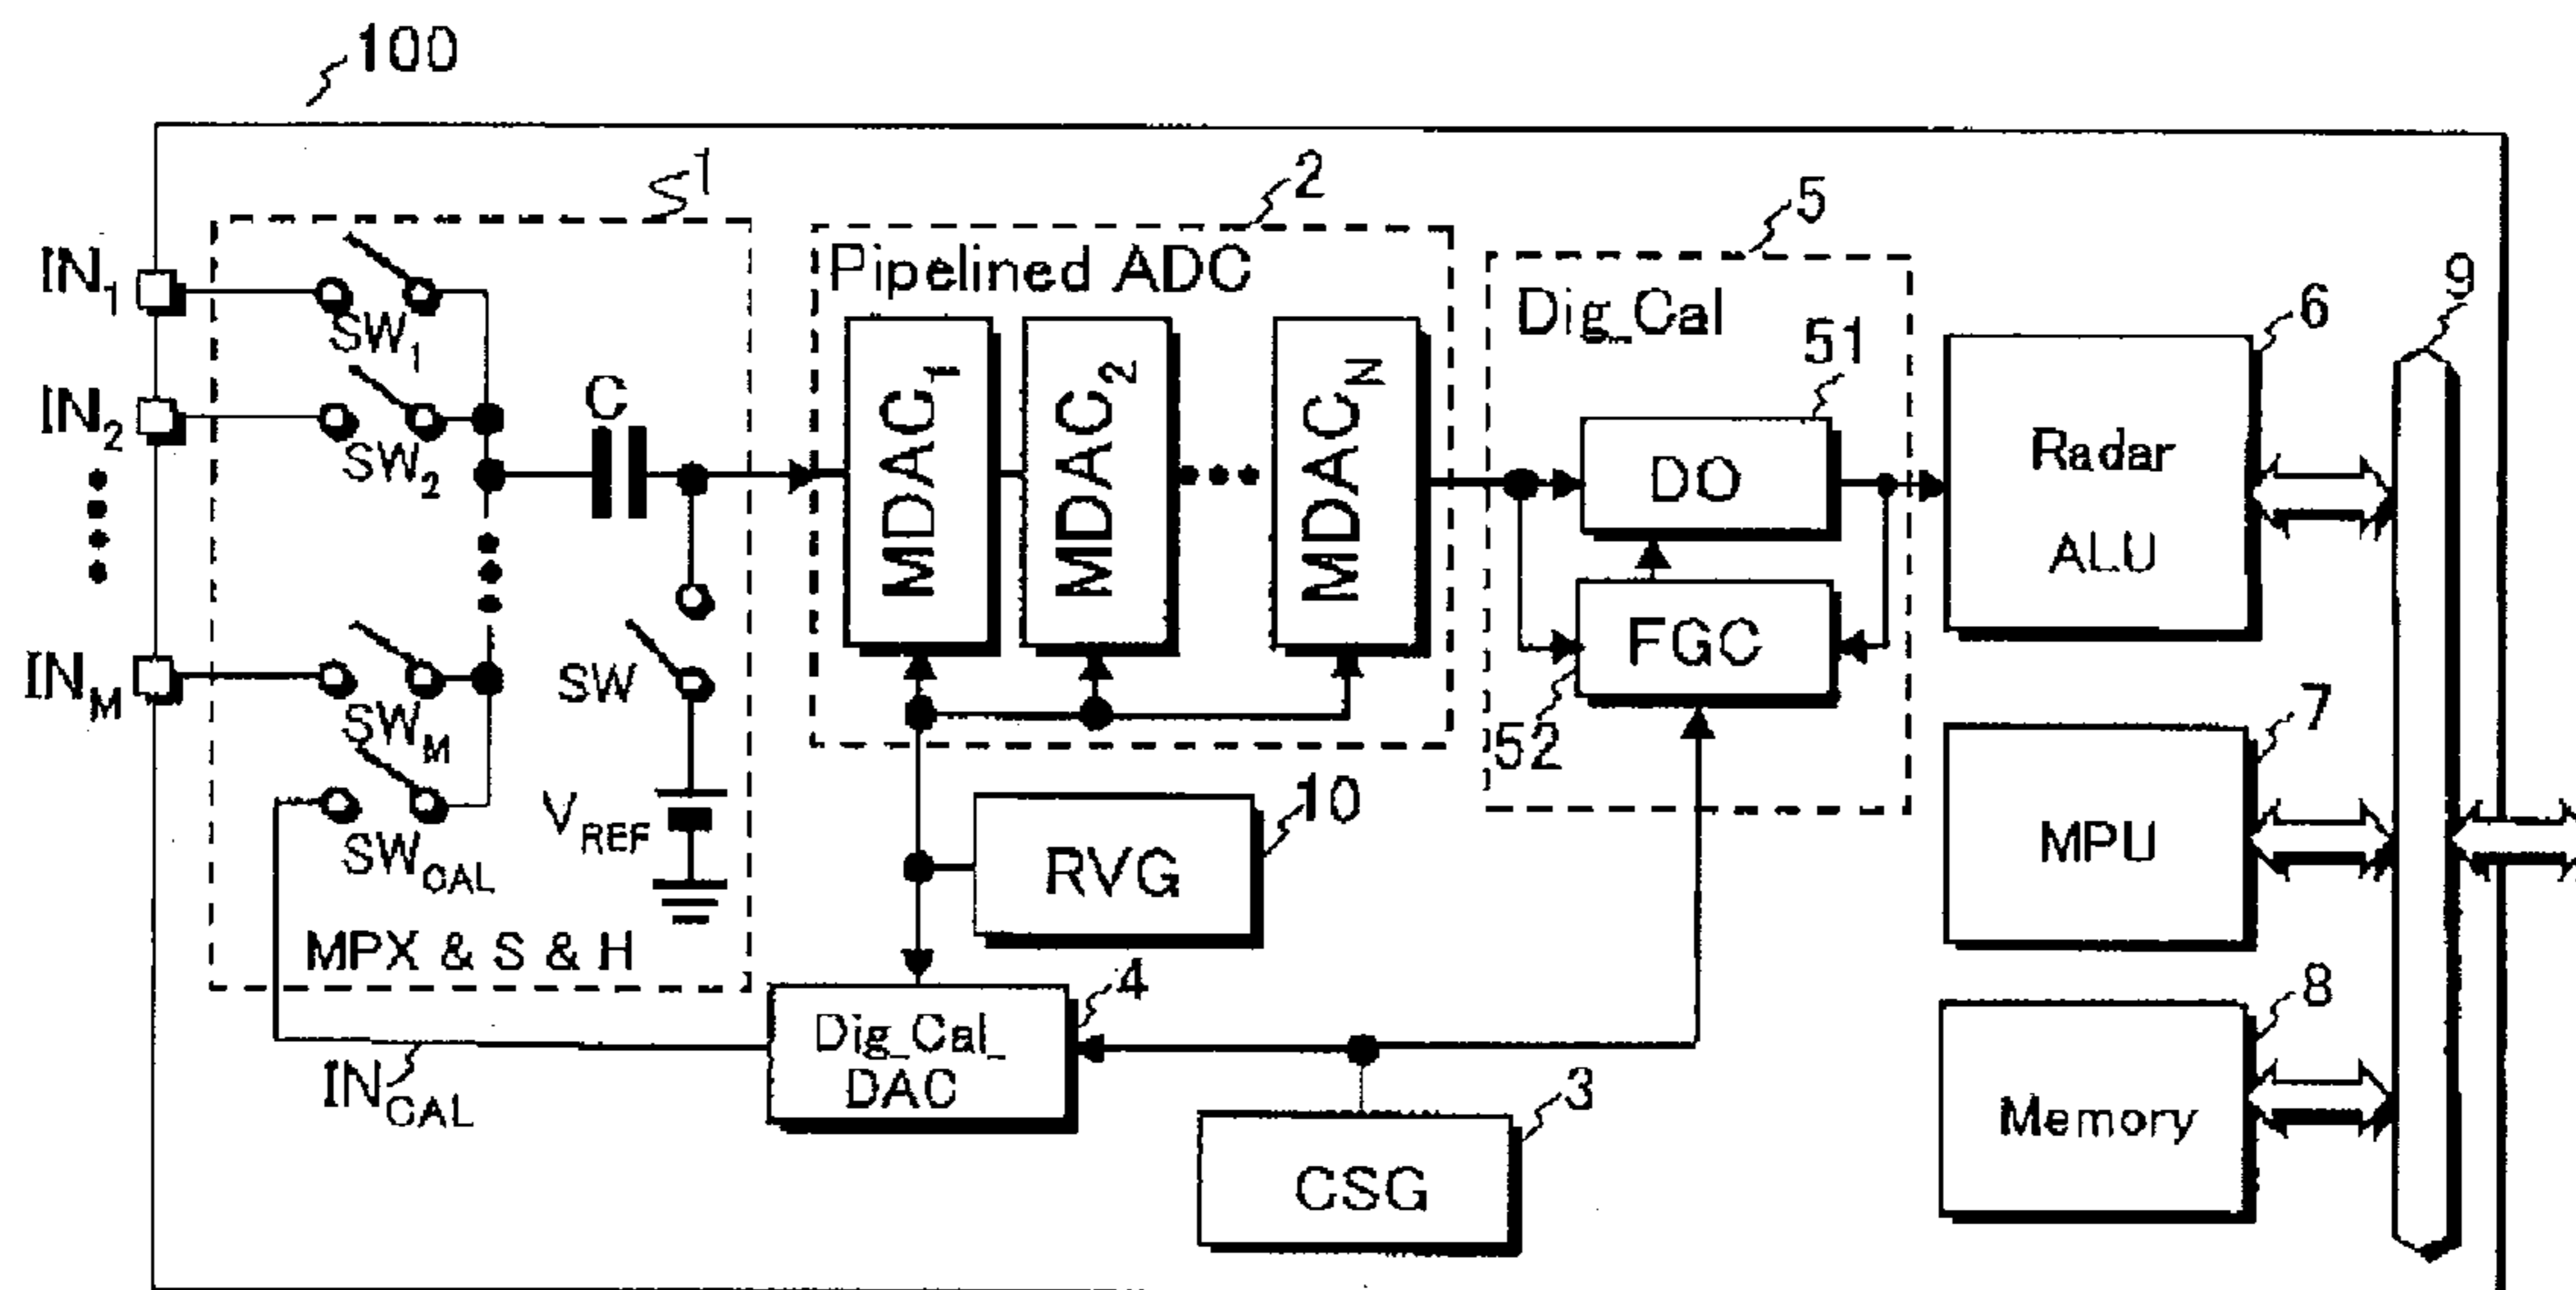 100
1
2
5
9
IN1
SW1
Pipelined ADC
Dig_Cal
51
6
IN2
SW2
C
MDAC1
MDAC2
MDACN
DO
Radar
ALU
FGC
52
INM
SWM
SW
7
SWCAL
VREF
MPX & S & H
RVG
10
MPU
4
Dig_Cal_
DAC
INCAL
3
CSG
8
Memory